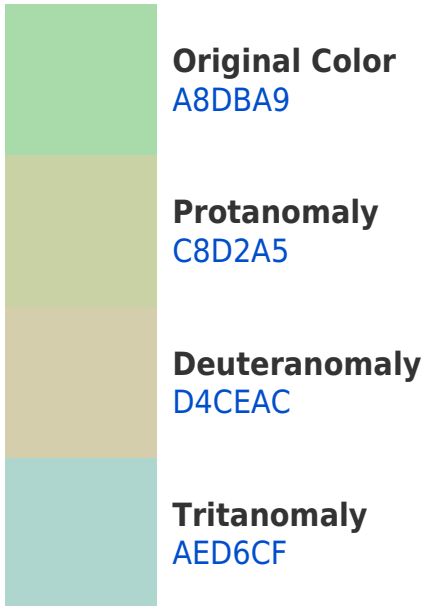 Original Color
A8DBA9
Protanomaly
C8D2A5
Deuteranomaly
D4CEAC
Tritanomaly
AED6CF